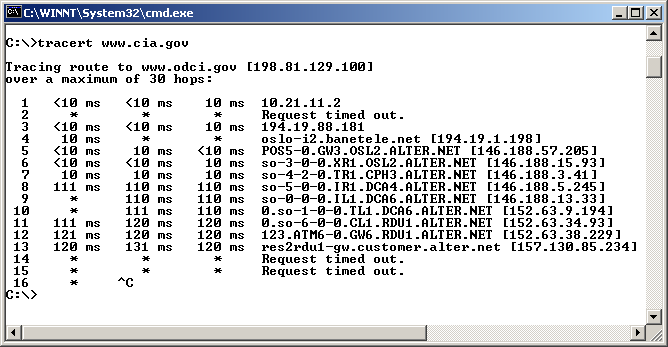 C:\WINNT\System32\cmd.exe
C:\>tracert www.cia.gov
Tracing route to www.odci.gov [198.81.129.100]
over a maximum of 30 hops:
1 <10 ms <10 ms 10 ms 10.21.11.2
2 * * * Request timed out.
3 <10 ms <10 ms 10 ms 194.19.88.181
4 10 ms * * oslo-i2.banetele.net [194.19.1.198]
5 <10 ms 10 ms <10 ms POS5-0.GW3.OSL2.ALTER.NET [146.188.57.205]
6 <10 ms <10 ms 10 ms so-3-0-0.XR1.OSL2.ALTER.NET [146.188.15.93]
7 10 ms 10 ms 10 ms so-4-2-0.TR1.CPH3.ALTER.NET [146.188.3.41]
8 111 ms 110 ms 110 ms so-5-0-0.IR1.DCA4.ALTER.NET [146.188.5.245]
9 * 110 ms 110 ms so-0-0-0.IL1.DCA6.ALTER.NET [146.188.13.33]
10 * 111 ms 110 ms 0.so-1-0-0.TL1.DCA6.ALTER.NET [152.63.9.194]
11 111 ms 120 ms 120 ms 0.so-6-0-0.CL1.RDU1.ALTER.NET [152.63.34.93]
12 121 ms 120 ms 120 ms 123.ATM6-0.GW6.RDU1.ALTER.NET [152.63.38.229]
13 120 ms 131 ms 120 ms res2rdu1-gw.customer.alter.net [157.130.85.234]
14 * * * Request timed out.
15 * * * Request timed out.
16 * ^C
C:\>